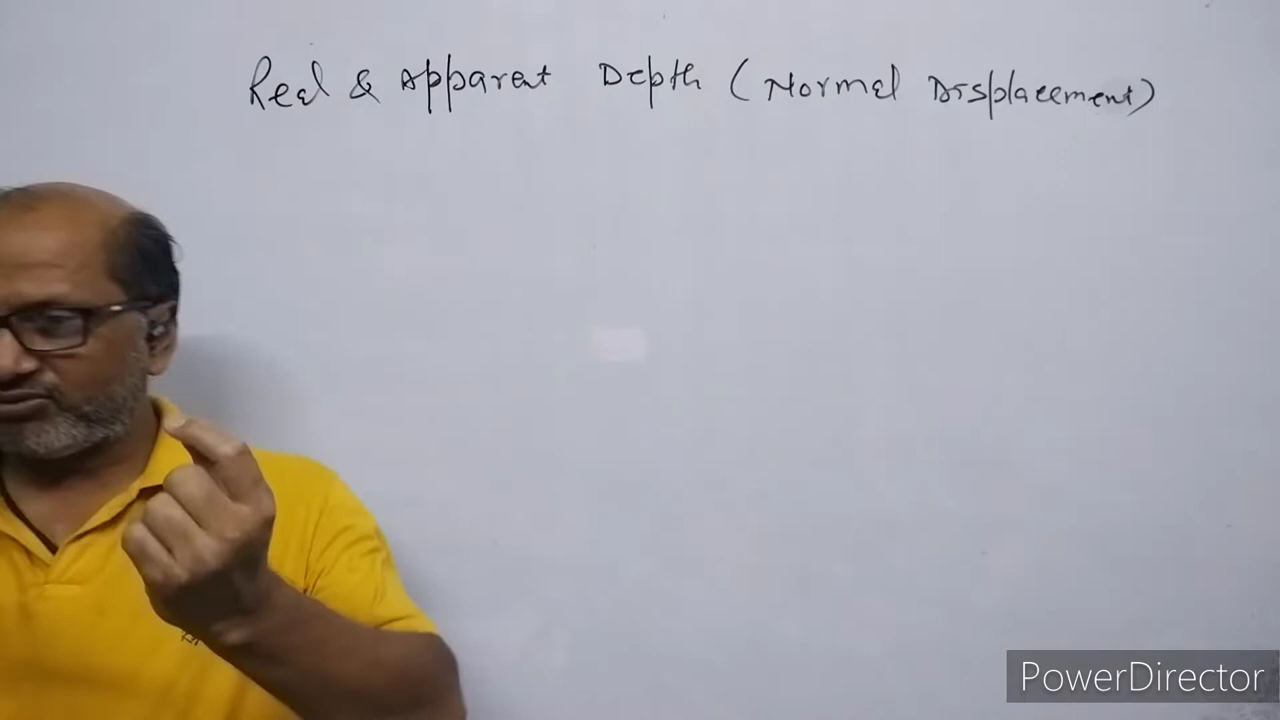 Real & Apparent Depth (Normal Displacement)
PowerDirector